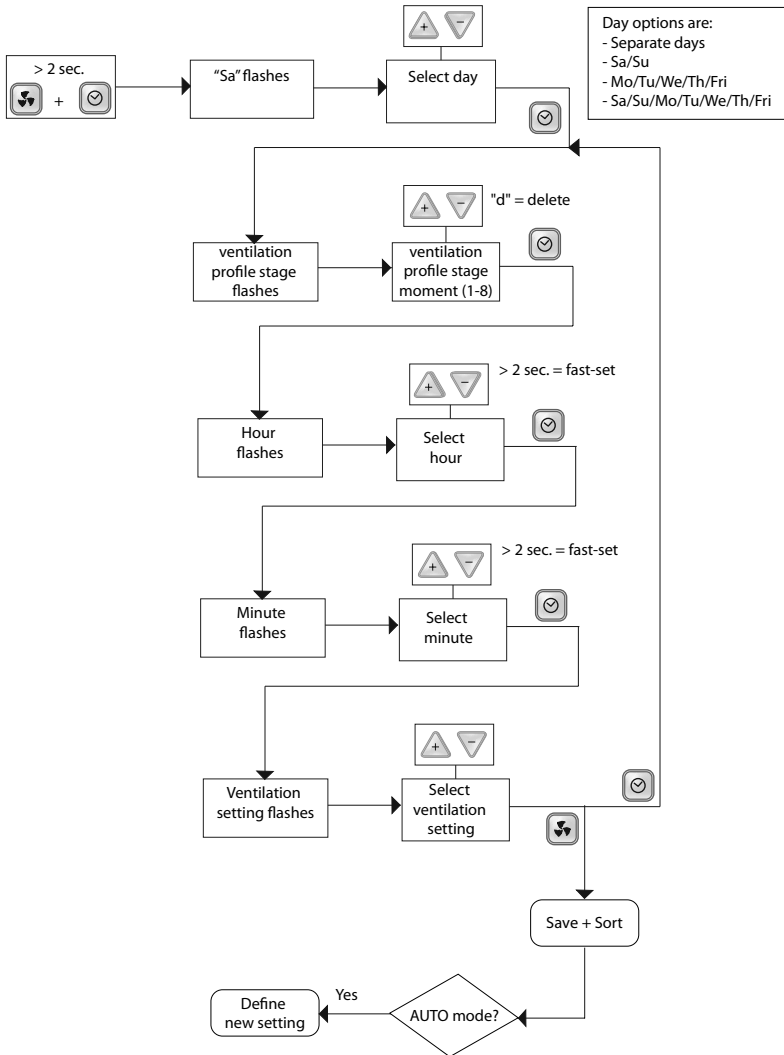 > 2 sec.
+
"Sa" flashes
+ −
Select day
Day options are:
- Separate days
- Sa/Su
- Mo/Tu/We/Th/Fri
- Sa/Su/Mo/Tu/We/Th/Fri
+ −
"d" = delete
ventilation
profile stage
flashes
ventilation
profile stage
moment (1-8)
+ −
> 2 sec. = fast-set
Hour
flashes
Select
hour
+ −
> 2 sec. = fast-set
Minute
flashes
Select
minute
+ −
Ventilation
setting flashes
Select
ventilation
setting
Save + Sort
AUTO mode?
Yes
Define
new setting